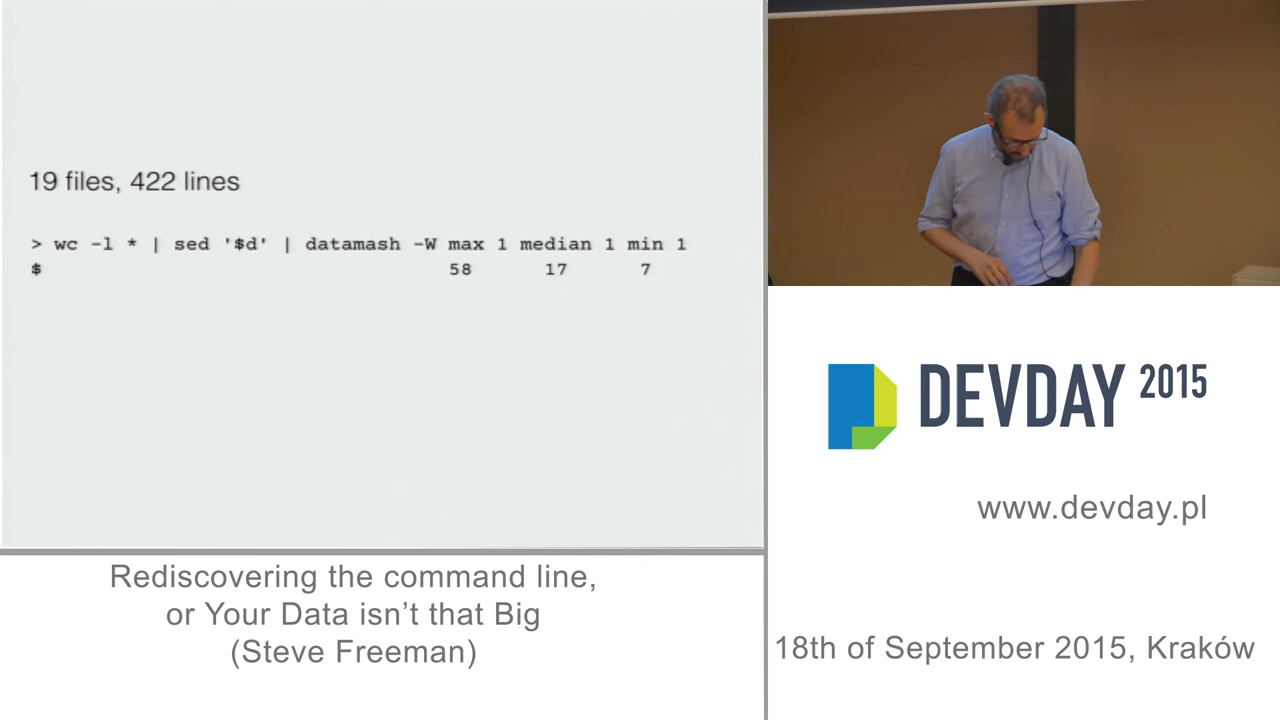 19 files, 422 lines
> wc -l * | sed '$d' | datamash -W max 1 median 1 min 1
$ 58 17 7
Rediscovering the command line,
or Your Data isn't that Big
(Steve Freeman)
DEVDAY 2015
www.devday.pl
18th of September 2015, Kraków